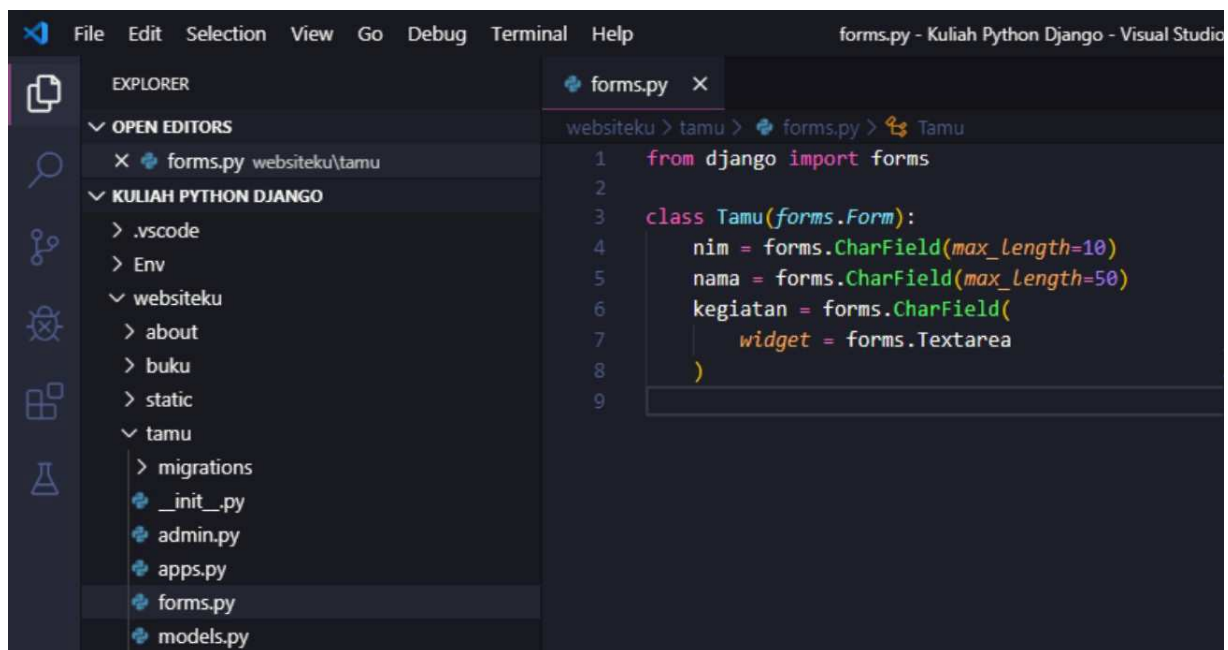 File Edit Selection View Go Debug Terminal Help forms.py - Kuliah Python Django - Visual Studio
EXPLORER
OPEN EDITORS
forms.py websiteku\tamu
KULIAH PYTHON DJANGO
.vscode
Env
websiteku
about
buku
static
tamu
migrations
__init__.py
admin.py
apps.py
forms.py
models.py
forms.py
websiteku > tamu > forms.py > Tamu
1 from django import forms
2
3 class Tamu(forms.Form):
4 nim = forms.CharField(max_length=10)
5 nama = forms.CharField(max_length=50)
6 kegiatan = forms.CharField(
7 widget = forms.Textarea
8 )
9